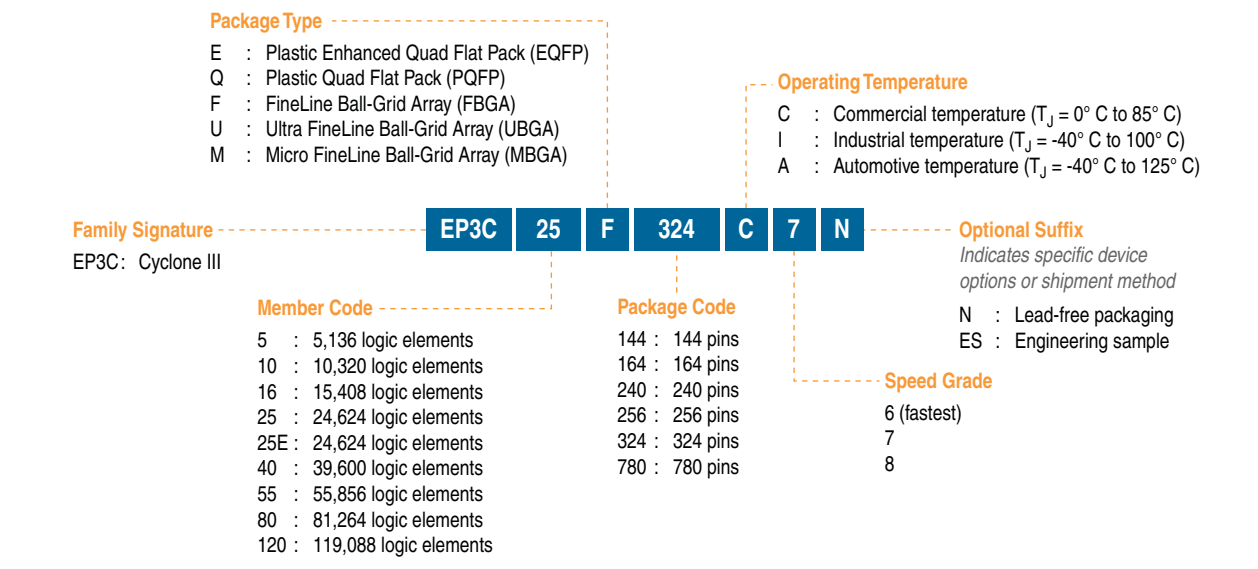 Package Type
E : Plastic Enhanced Quad Flat Pack (EQFP)
Q : Plastic Quad Flat Pack (PQFP)
F : FineLine Ball-Grid Array (FBGA)
U : Ultra FineLine Ball-Grid Array (UBGA)
M : Micro FineLine Ball-Grid Array (MBGA)
Operating Temperature
C : Commercial temperature (TJ = 0° C to 85° C)
I : Industrial temperature (TJ = -40° C to 100° C)
A : Automotive temperature (TJ = -40° C to 125° C)
EP3C 25 F 324 C 7 N
Family Signature
EP3C: Cyclone III
Optional Suffix
Indicates specific device
options or shipment method
N : Lead-free packaging
ES : Engineering sample
Member Code
5 : 5,136 logic elements
10 : 10,320 logic elements
16 : 15,408 logic elements
25 : 24,624 logic elements
25E : 24,624 logic elements
40 : 39,600 logic elements
55 : 55,856 logic elements
80 : 81,264 logic elements
120 : 119,088 logic elements
Package Code
144 : 144 pins
164 : 164 pins
240 : 240 pins
256 : 256 pins
324 : 324 pins
780 : 780 pins
Speed Grade
6 (fastest)
7
8